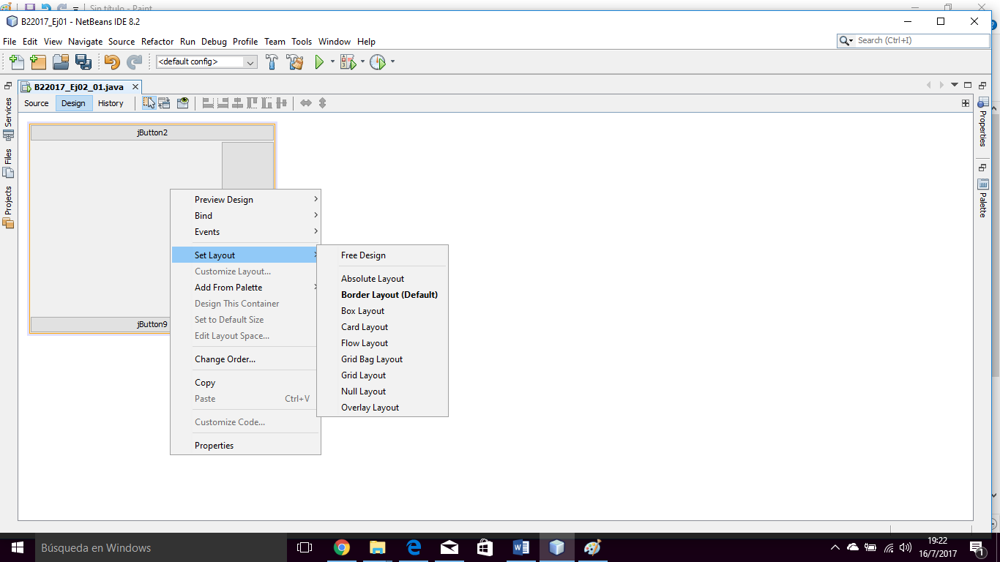 Sin título - Paint
B22017_Ej01 - NetBeans IDE 8.2
File Edit View Navigate Source Refactor Run Debug Profile Team Tools Window Help
Search (Ctrl+I)
<default config>
B22017_Ej02_01.java
Source Design History
Services
Files
Projects
Properties
Palette
jButton2
jButton9
Preview Design
Bind
Events
Set Layout
Customize Layout...
Add From Palette
Design This Container
Set to Default Size
Edit Layout Space...
Change Order...
Copy
Paste Ctrl+V
Customize Code...
Properties
Free Design
Absolute Layout
Border Layout (Default)
Box Layout
Card Layout
Flow Layout
Grid Bag Layout
Grid Layout
Null Layout
Overlay Layout
Búsqueda en Windows
19:22
16/7/2017
1